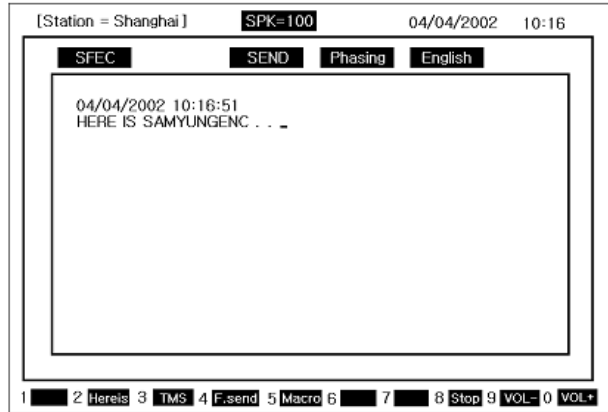 [Station = Shanghai] SPK=100 04/04/2002 10:16
SFEC SEND Phasing English
04/04/2002 10:16:51
HERE IS SAMYUNGENC . . _
1 2 Hereis 3 TMS 4 F.send 5 Macro 6 7 8 Stop 9 VOL- 0 VOL+